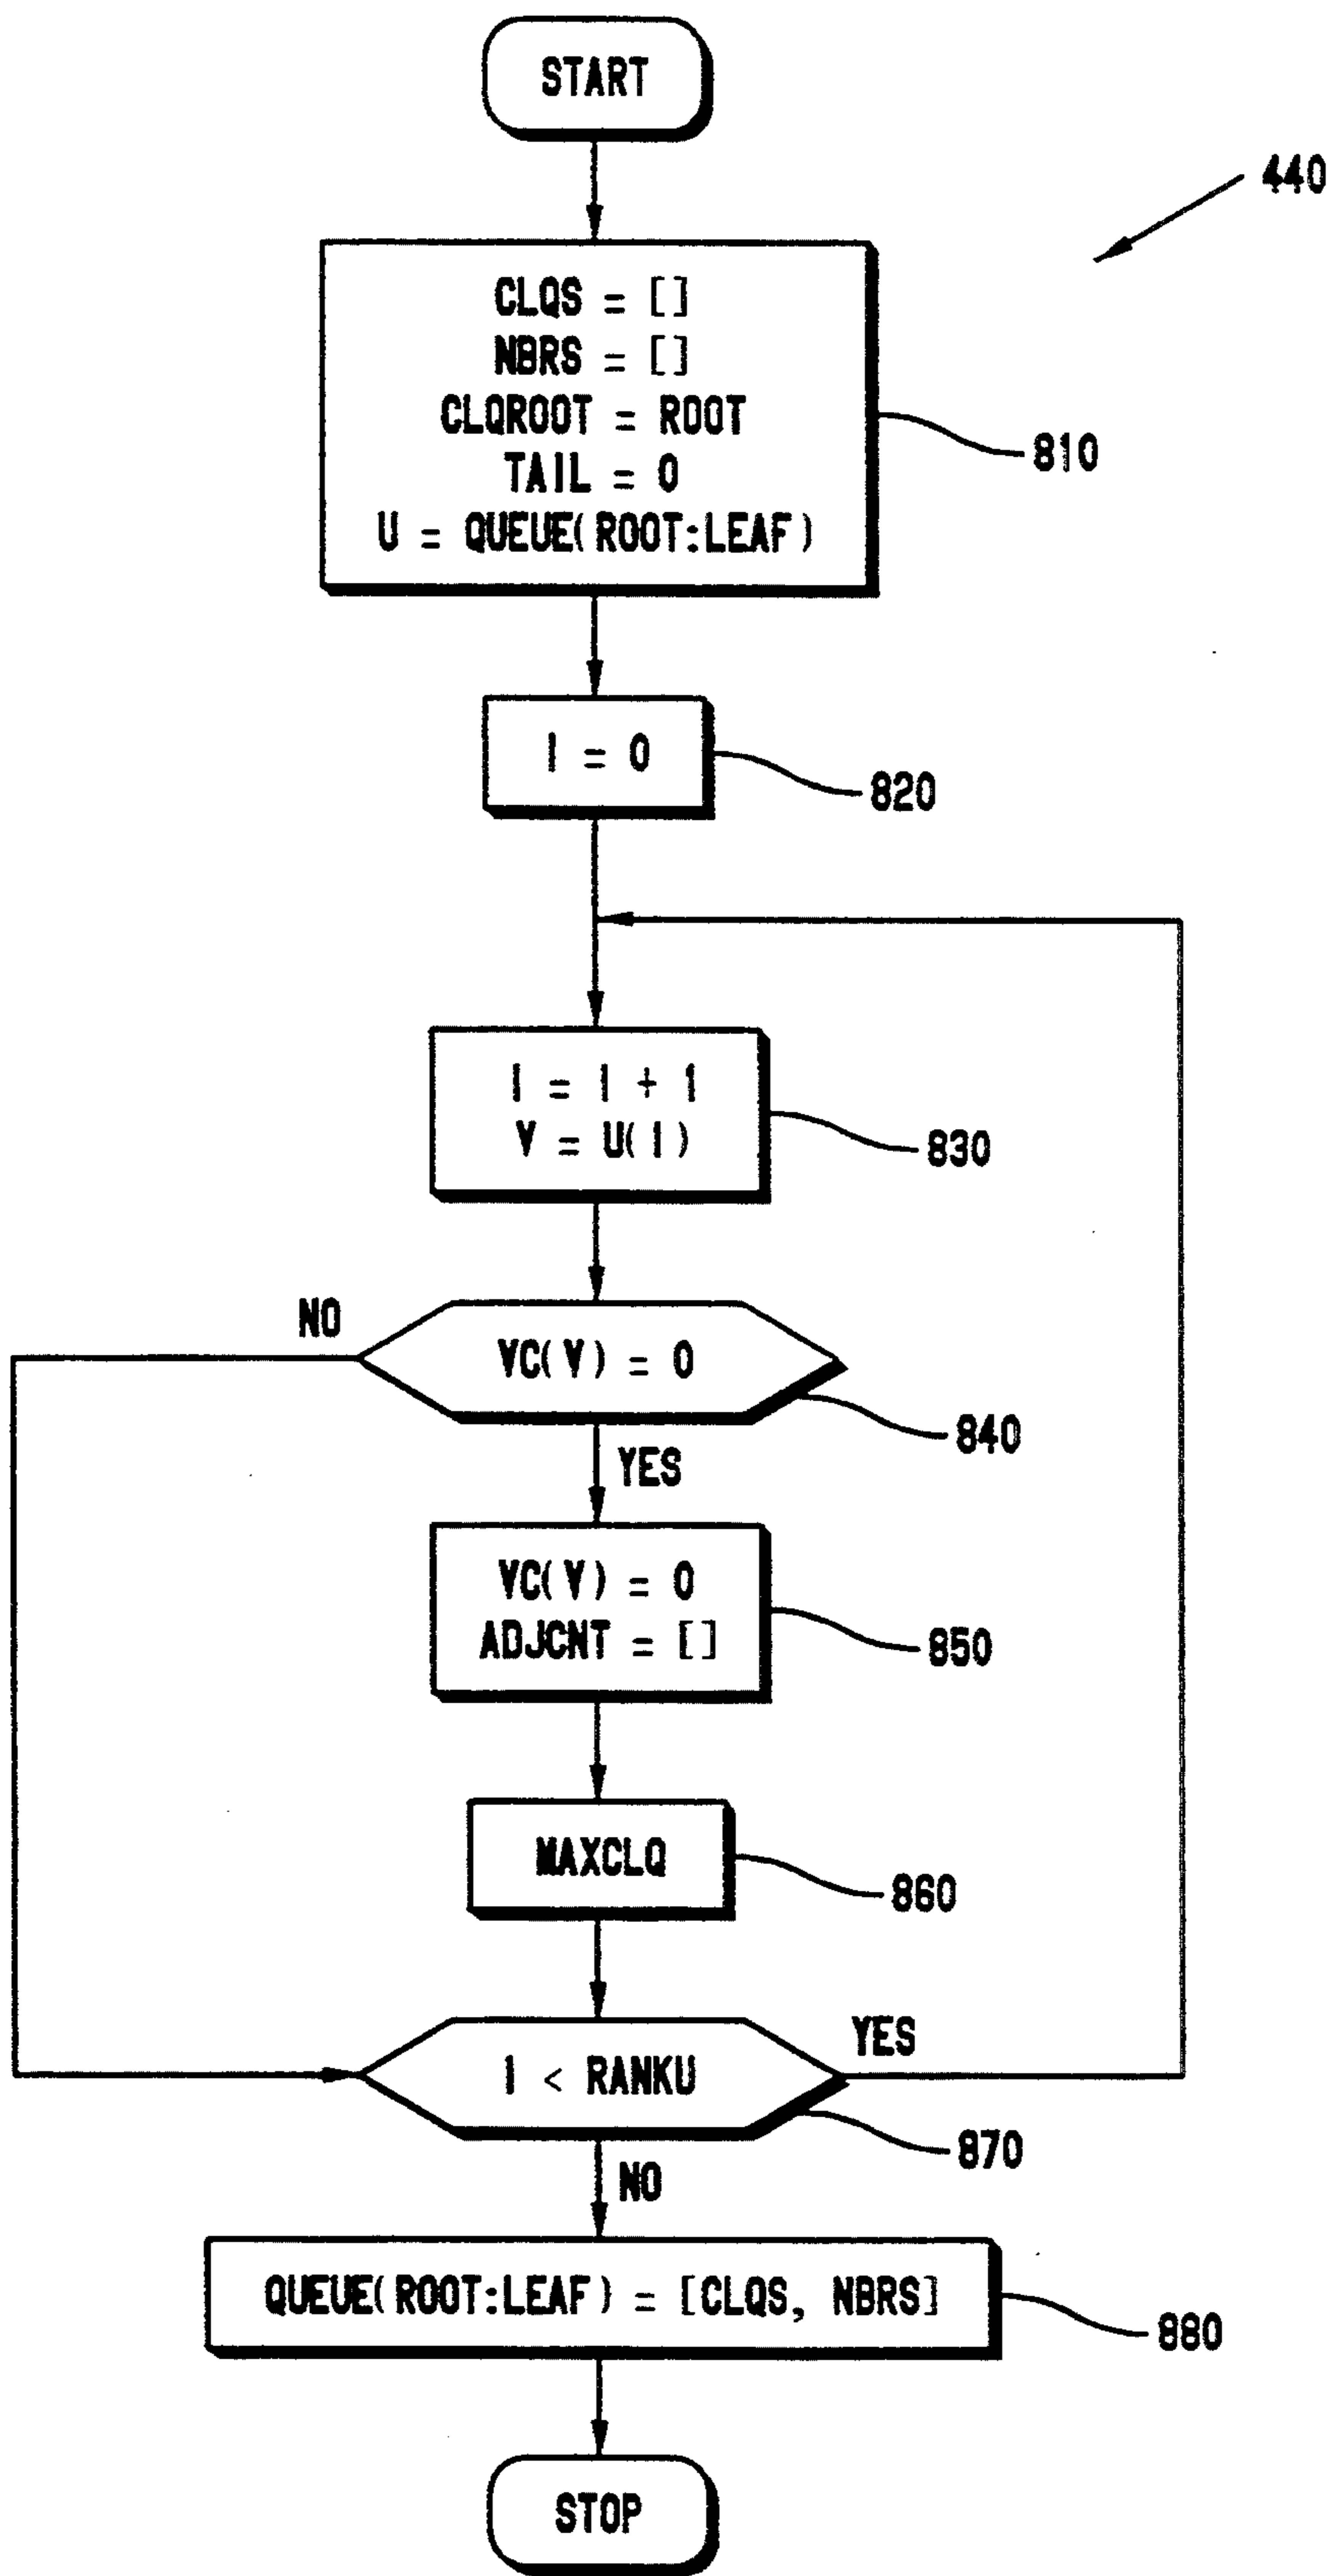 START
440
CLQS = []
NBRS = []
CLQROOT = ROOT
TAIL = 0
U = QUEUE(ROOT:LEAF)
810
I = 0
820
I = I + 1
V = U(I)
830
NO
VC(V) = 0
840
YES
VC(V) = 0
ADJCNT = []
850
MAXCLQ
860
I < RANKU
YES
870
NO
QUEUE(ROOT:LEAF) = [CLQS, NBRS]
880
STOP